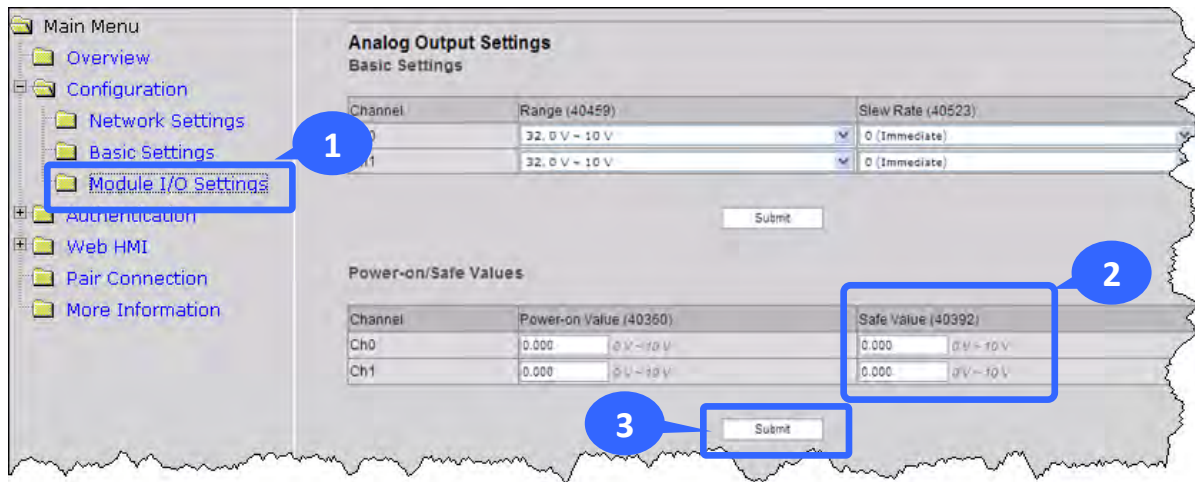 Main Menu
Overview
Configuration
Network Settings
Basic Settings
Module I/O Settings
Authentication
Web HMI
Pair Connection
More Information
1
Analog Output Settings
Basic Settings
Channel Range (40459) Slew Rate (40523)
32, 0 V ~ 10 V 0 (Immediate)
32, 0 V ~ 10 V 0 (Immediate)
Submit
Power-on/Safe Values
2
Channel Power-on Value (40360) Safe Value (40392)
Ch0 0.000 0 V ~ 10 V 0.000 0 V ~ 10 V
Ch1 0.000 0 V ~ 10 V 0.000 0 V ~ 10 V
3
Submit